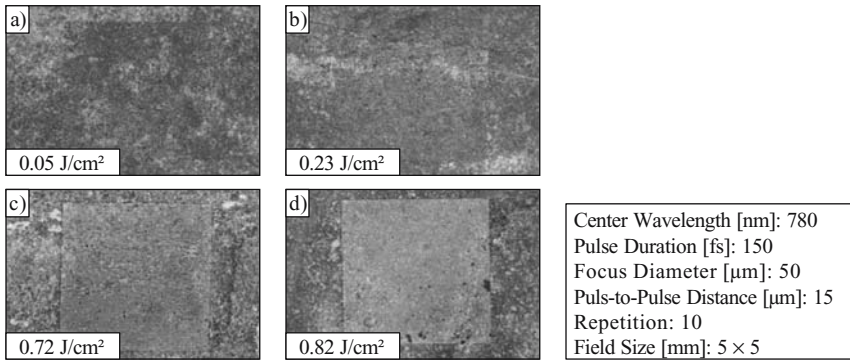 a)
0.05 J/cm²
b)
0.23 J/cm²
c)
0.72 J/cm²
d)
0.82 J/cm²
Center Wavelength [nm]: 780
Pulse Duration [fs]: 150
Focus Diameter [μm]: 50
Puls-to-Pulse Distance [μm]: 15
Repetition: 10
Field Size [mm]: 5 × 5